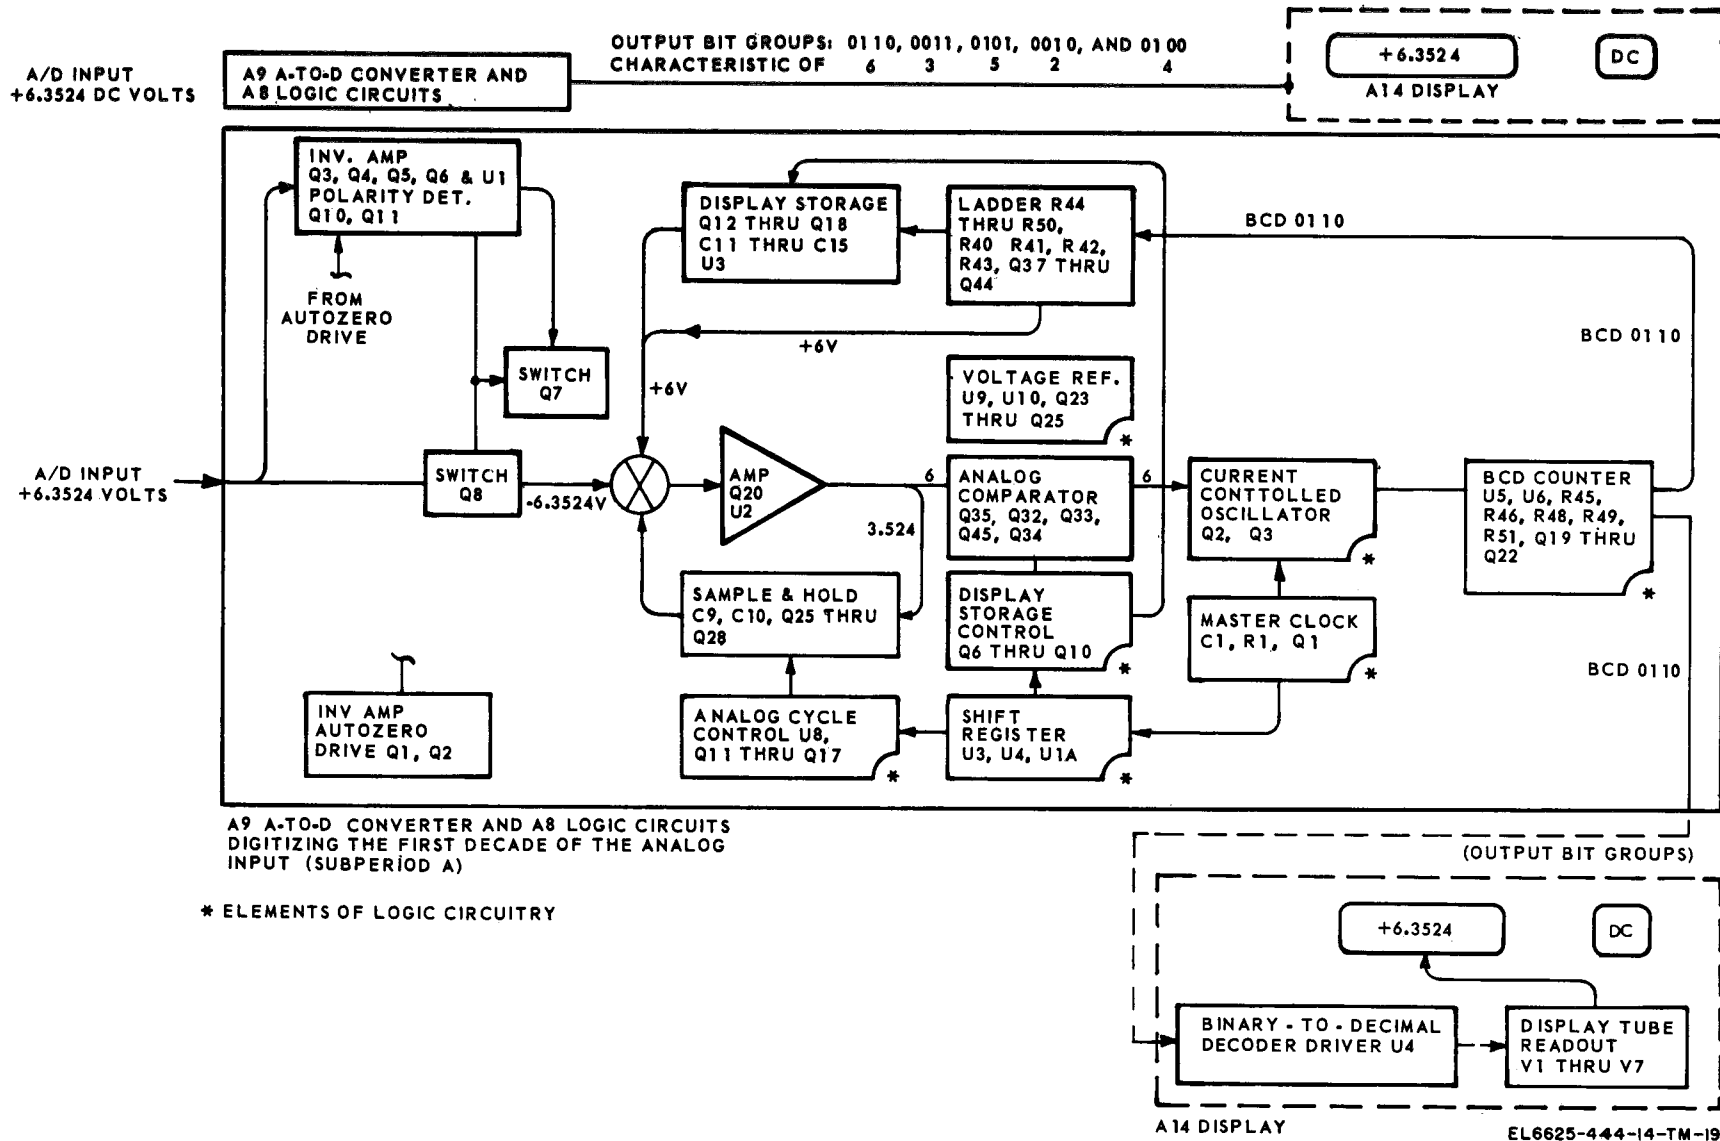 OUTPUT BIT GROUPS: 0110, 0011, 0101, 0010, AND 0100
CHARACTERISTIC OF 6 3 5 2 4
A/D INPUT
+6.3524 DC VOLTS
A9 A-TO-D CONVERTER AND
A8 LOGIC CIRCUITS
+6.3524
DC
A14 DISPLAY
INV. AMP
Q3, Q4, Q5, Q6 & U1
POLARITY DET.
Q10, Q11
FROM
AUTOZERO
DRIVE
SWITCH
Q7
DISPLAY STORAGE
Q12 THRU Q18
C11 THRU C15
U3
LADDER R44
THRU R50,
R40 R41, R42,
R43, Q37 THRU
Q44
BCD 0110
BCD 0110
+6V
+6V
VOLTAGE REF.
U9, U10, Q23
THRU Q25
*
A/D INPUT
+6.3524 VOLTS
SWITCH
Q8
-6.3524V
AMP
Q20
U2
6
3.524
ANALOG
COMPARATOR
Q35, Q32, Q33,
Q45, Q34
6
CURRENT
CONTTOLLED
OSCILLATOR
Q2, Q3
*
BCD COUNTER
U5, U6, R45,
R46, R48, R49,
R51, Q19 THRU
Q22
*
SAMPLE & HOLD
C9, C10, Q25 THRU
Q28
DISPLAY
STORAGE
CONTROL
Q6 THRU Q10
*
MASTER CLOCK
C1, R1, Q1
*
BCD 0110
INV AMP
AUTOZERO
DRIVE Q1, Q2
ANALOG CYCLE
CONTROL U8,
Q11 THRU Q17
*
SHIFT
REGISTER
U3, U4, U1A
*
A9 A-TO-D CONVERTER AND A8 LOGIC CIRCUITS
DIGITIZING THE FIRST DECADE OF THE ANALOG
INPUT (SUBPERIOD A)
(OUTPUT BIT GROUPS)
* ELEMENTS OF LOGIC CIRCUITRY
+6.3524
DC
BINARY - TO - DECIMAL
DECODER DRIVER U4
DISPLAY TUBE
READOUT
V1 THRU V7
A14 DISPLAY
EL6625-444-14-TM-19